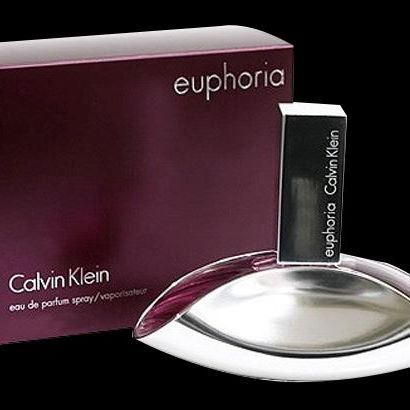 euphoria
Calvin Klein
eau de parfum spray/vaporisateur
euphoria Calvin Klein